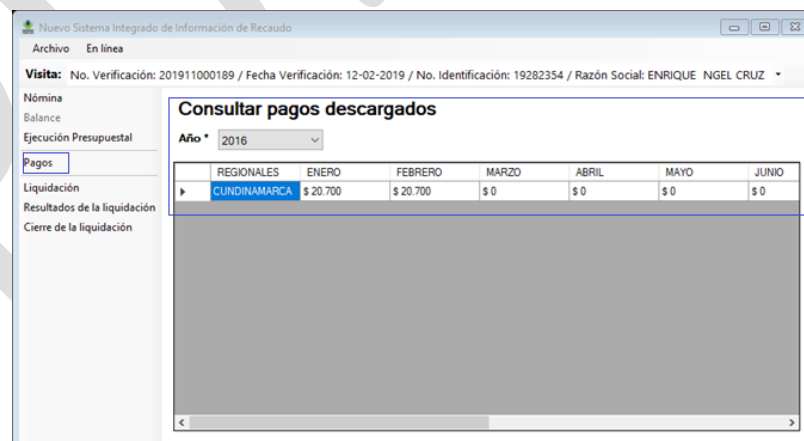 Nuevo Sistema Integrado de Información de Recaudo
Archivo En línea
Visita: No. Verificación: 201911000189 / Fecha Verificación: 12-02-2019 / No. Identificación: 19282354 / Razón Social: ENRIQUE NGEL CRUZ
Nómina
Balance
Ejecución Presupuestal
Pagos
Liquidación
Resultados de la liquidación
Cierre de la liquidación
Consultar pagos descargados
Año * 2016
REGIONALES ENERO FEBRERO MARZO ABRIL MAYO JUNIO
CUNDINAMARCA $ 20.700 $ 20.700 $ 0 $ 0 $ 0 $ 0